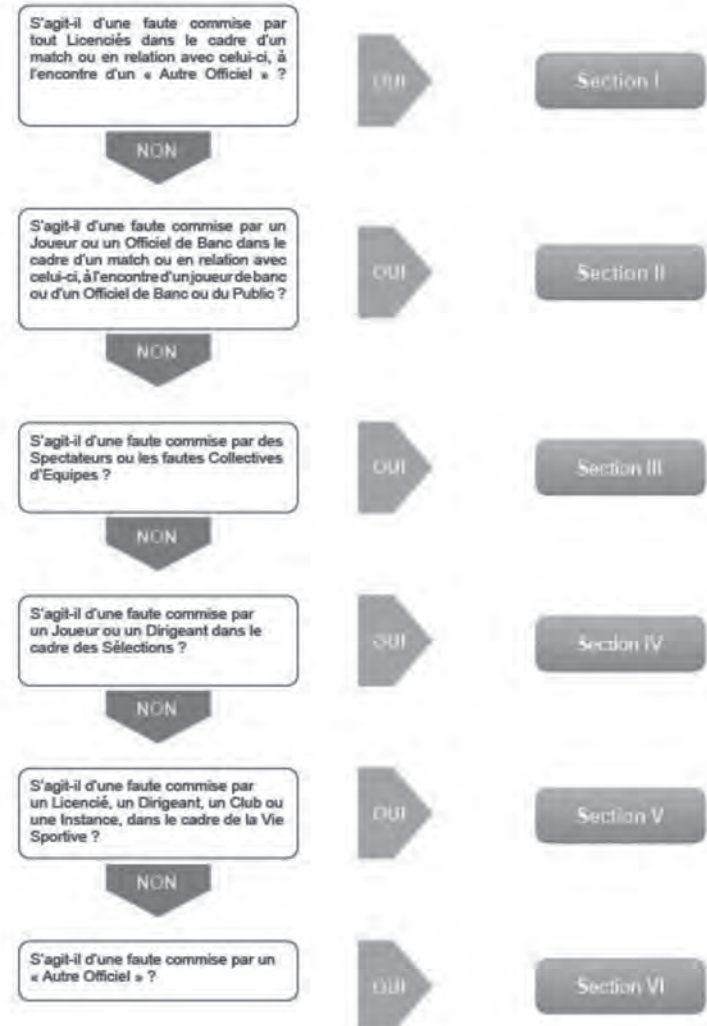 S'agit-il d'une faute commise par
tout Licenciés dans le cadre d'un
match ou en relation avec celui-ci, à
l'encontre d'un « Autre Officiel » ?
OUI
Section I
NON
S'agit-il d'une faute commise par un
Joueur ou un Officiel de Banc dans le
cadre d'un match ou en relation avec
celui-ci, à l'encontre d'un joueur de banc
ou d'un Officiel de Banc ou du Public ?
OUI
Section II
NON
S'agit-il d'une faute commise par des
Spectateurs ou les fautes Collectives
d'Equipes ?
OUI
Section III
NON
S'agit-il d'une faute commise par
un Joueur ou un Dirigeant dans le
cadre des Sélections ?
OUI
Section IV
NON
S'agit-il d'une faute commise par
un Licencié, un Dirigeant, un Club ou
une Instance, dans le cadre de la Vie
Sportive ?
OUI
Section V
NON
S'agit-il d'une faute commise par un
« Autre Officiel » ?
OUI
Section VI